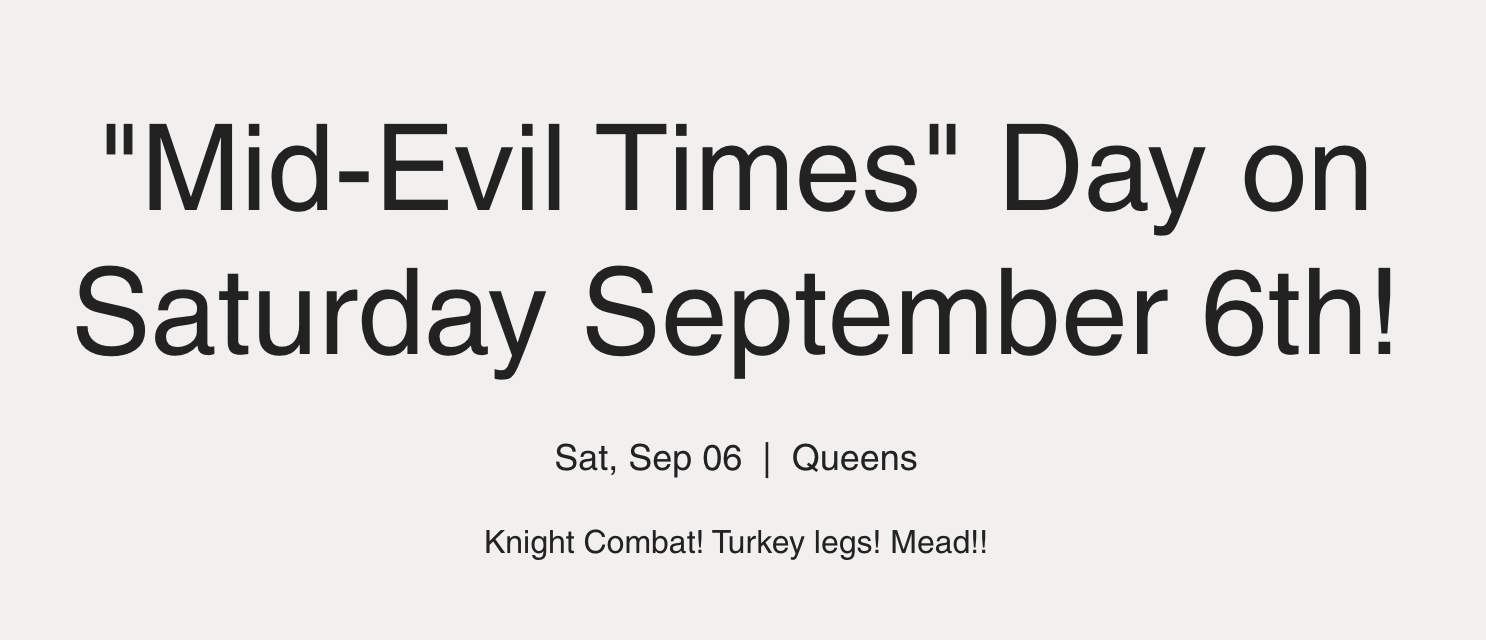 "Mid-Evil Times" Day on
Saturday September 6th!
Sat, Sep 06 | Queens
Knight Combat! Turkey legs! Mead!!